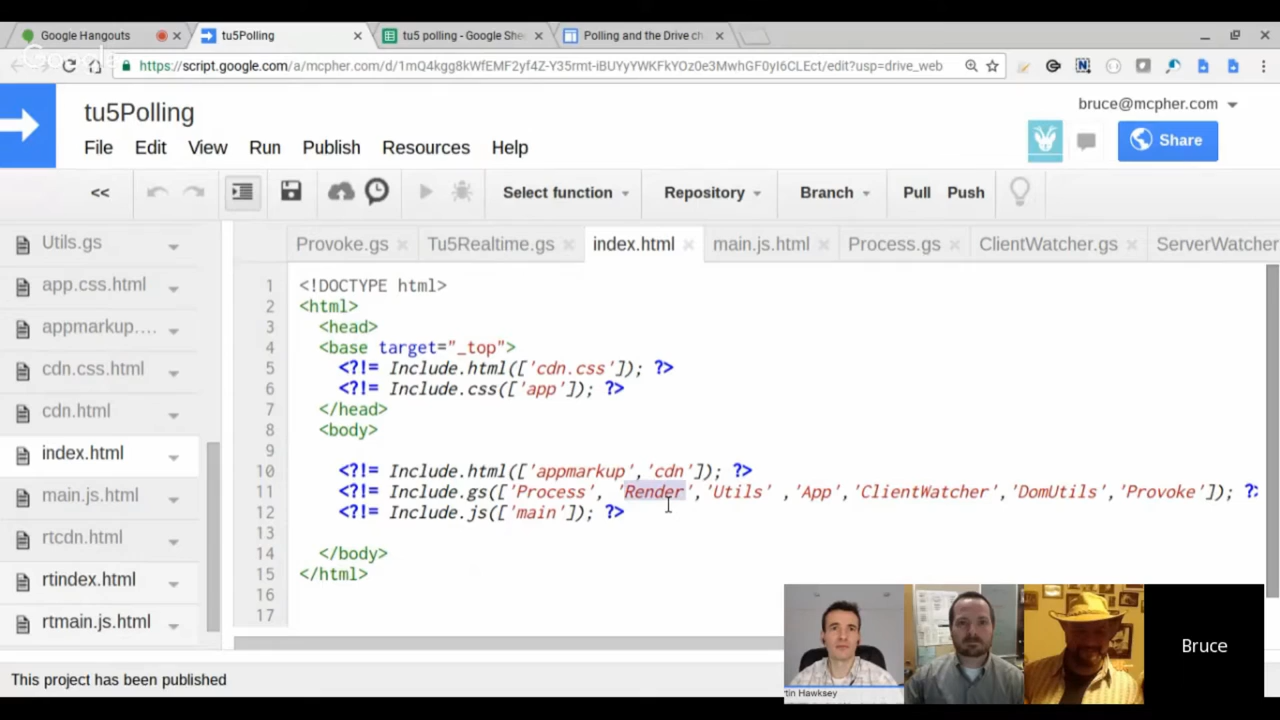 Google Hangouts
tu5Polling
tu5 polling - Google She
Polling and the Drive ch
https://script.google.com/a/mcpher.com/d/1mQ4kgg8kWfEMF2yf4Z-Y35rmt-iBUYyYWKFkYOz0e3MwhGF0yI6CLEct/edit?usp=drive_web
tu5Polling
bruce@mcpher.com
File Edit View Run Publish Resources Help
Share
<< Select function Repository Branch Pull Push
Provoke.gs Tu5Realtime.gs index.html main.js.html Process.gs ClientWatcher.gs ServerWatcher
Utils.gs
app.css.html
appmarkup....
cdn.css.html
cdn.html
index.html
main.js.html
rtcdn.html
rtindex.html
rtmain.js.html
1 <!DOCTYPE html>
2 <html>
3 <head>
4 <base target="_top">
5 <?!= Include.html(['cdn.css']); ?>
6 <?!= Include.css(['app']); ?>
7 </head>
8 <body>
9
10 <?!= Include.html(['appmarkup','cdn']); ?>
11 <?!= Include.gs(['Process', 'Render','Utils' ,'App','ClientWatcher','DomUtils','Provoke']); ?>
12 <?!= Include.js(['main']); ?>
13
14 </body>
15 </html>
16
17
rtin Hawksey
Bruce
This project has been published